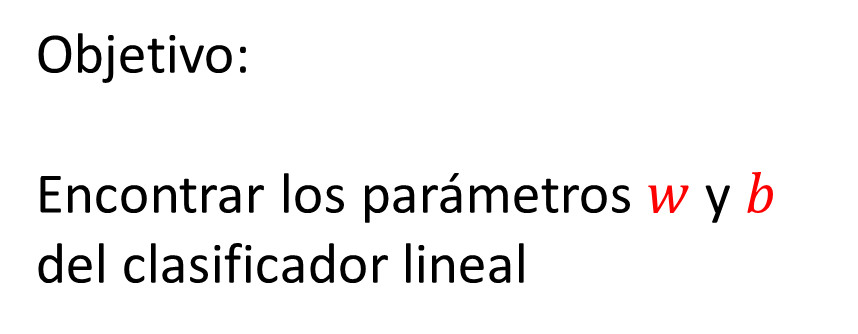 Objetivo:
Encontrar los parámetros w y b
del clasificador lineal